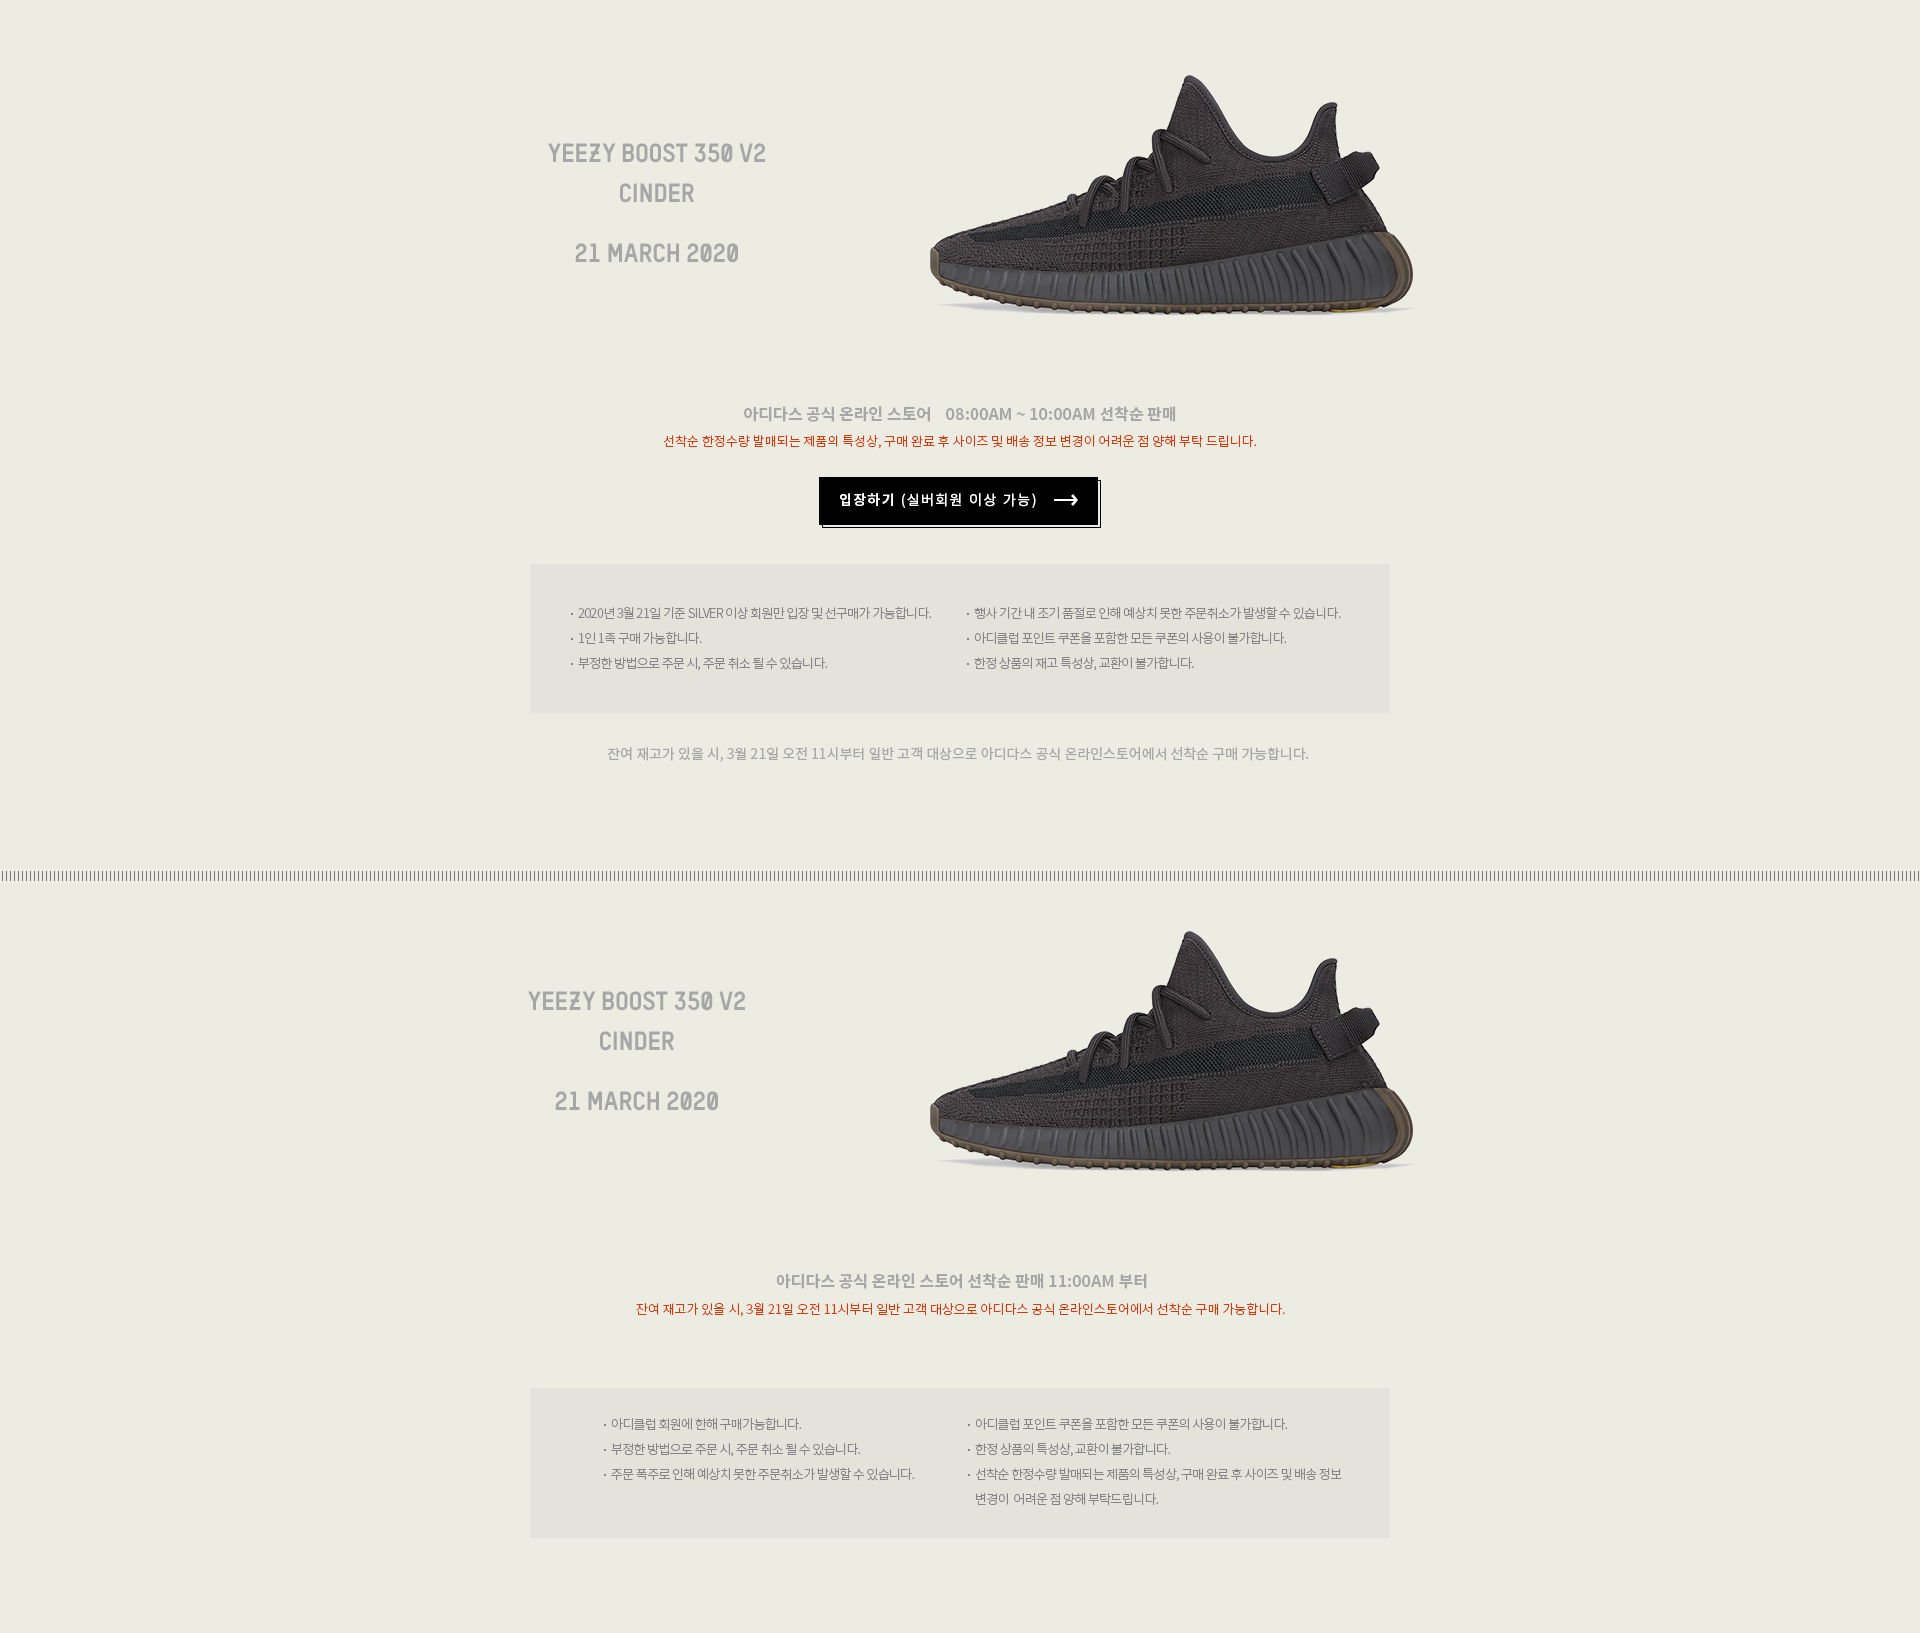 YEEZY BOOST 350 V2
CINDER
21 MARCH 2020
아디다스 공식 온라인 스토어 08:00AM ~ 10:00AM 선착순 판매
선착순 한정수량 발매되는 제품의 특성상, 구매 완료 후 사이즈 및 배송 정보 변경이 어려운 점 양해 부탁 드립니다.
입장하기 (실버회원 이상 가능) →
· 2020년 3월 21일 기준 SILVER 이상 회원만 입장 및 선구매가 가능합니다.
· 1인 1족 구매 가능합니다.
· 부정한 방법으로 주문 시, 주문 취소 될 수 있습니다.
· 행사 기간 내 조기 품절로 인해 예상치 못한 주문취소가 발생할 수 있습니다.
· 아디클럽 포인트 쿠폰을 포함한 모든 쿠폰의 사용이 불가합니다.
· 한정 상품의 재고 특성상, 교환이 불가합니다.
잔여 재고가 있을 시, 3월 21일 오전 11시부터 일반 고객 대상으로 아디다스 공식 온라인스토어에서 선착순 구매 가능합니다.
YEEZY BOOST 350 V2
CINDER
21 MARCH 2020
아디다스 공식 온라인 스토어 선착순 판매 11:00AM 부터
잔여 재고가 있을 시, 3월 21일 오전 11시부터 일반 고객 대상으로 아디다스 공식 온라인스토어에서 선착순 구매 가능합니다.
· 아디클럽 회원에 한해 구매가능합니다.
· 부정한 방법으로 주문 시, 주문 취소 될 수 있습니다.
· 주문 폭주로 인해 예상치 못한 주문취소가 발생할 수 있습니다.
· 아디클럽 포인트 쿠폰을 포함한 모든 쿠폰의 사용이 불가합니다.
· 한정 상품의 특성상, 교환이 불가합니다.
· 선착순 한정수량 발매되는 제품의 특성상, 구매 완료 후 사이즈 및 배송 정보
변경이 어려운 점 양해 부탁드립니다.